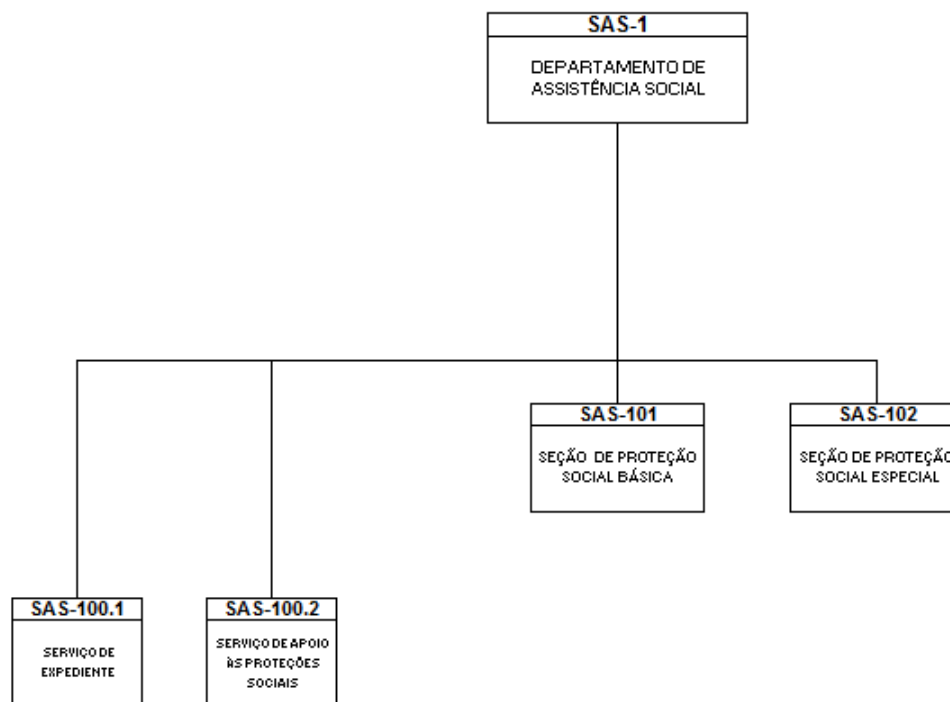 SAS-1
DEPARTAMENTO DE
ASSISTÊNCIA SOCIAL
SAS-101
SEÇÃO DE PROTEÇÃO
SOCIAL BÁSICA
SAS-102
SEÇÃO DE PROTEÇÃO
SOCIAL ESPECIAL
SAS-100.1
SERVIÇO DE
EXPEDIENTE
SAS-100.2
SERVIÇO DE APOIO
ÀS PROTEÇÕES
SOCIAIS